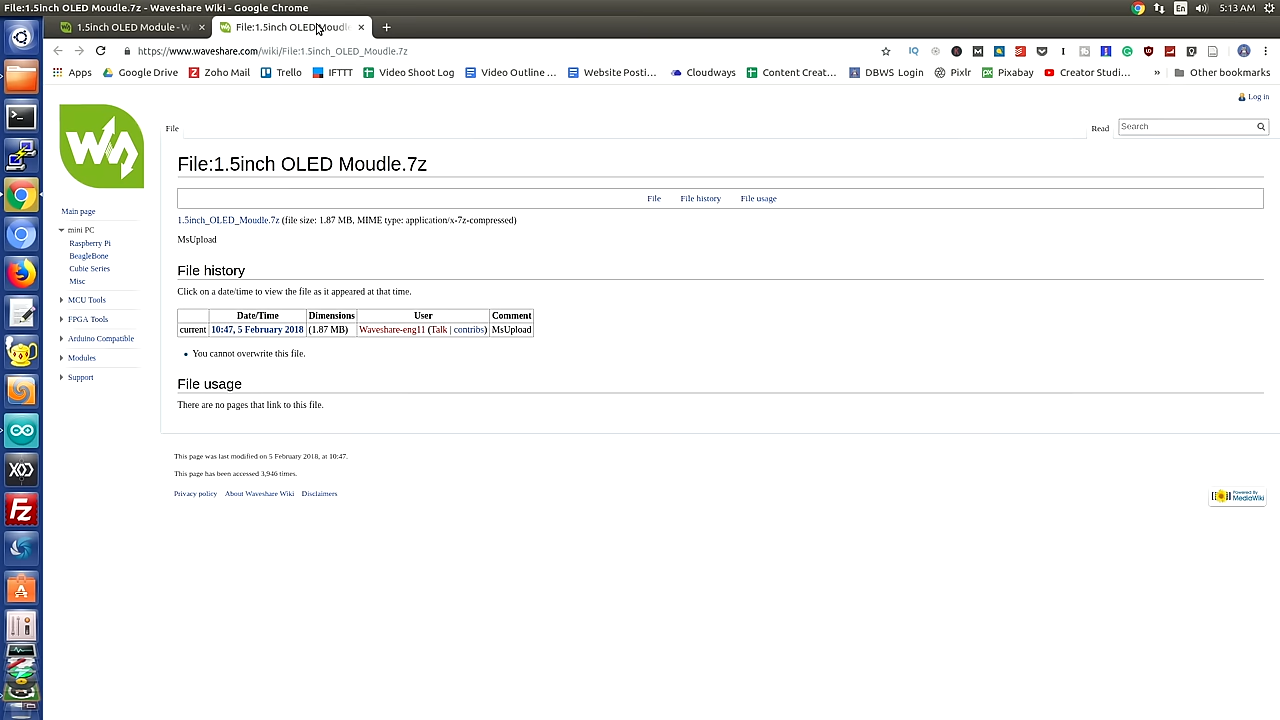 File:1.5inch OLED Moudle.7z - Waveshare Wiki - Google Chrome
En
5:13 AM
1.5inch OLED Module - W
File:1.5inch OLED Moudle
https://www.waveshare.com/wiki/File:1.5inch_OLED_Moudle.7z
Apps
Google Drive
Zoho Mail
Trello
IFTTT
Video Shoot Log
Video Outline ...
Website Posti...
Cloudways
Content Creat...
DBWS Login
Pixlr
Pixabay
Creator Studi...
»
Other bookmarks
Log in
File
Read
Search
File:1.5inch OLED Moudle.7z
File
File history
File usage
1.5inch_OLED_Moudle.7z (file size: 1.87 MB, MIME type: application/x-7z-compressed)
MsUpload
Main page
mini PC
Raspberry Pi
BeagleBone
Cubie Series
Misc
MCU Tools
FPGA Tools
Arduino Compatible
Modules
Support
File history
Click on a date/time to view the file as it appeared at that time.
Date/Time Dimensions User Comment
current 10:47, 5 February 2018 (1.87 MB) Waveshare-eng11 (Talk | contribs) MsUpload
You cannot overwrite this file.
File usage
There are no pages that link to this file.
This page was last modified on 5 February 2018, at 10:47.
This page has been accessed 3,946 times.
Privacy policy
About Waveshare Wiki
Disclaimers
Powered By
MediaWiki